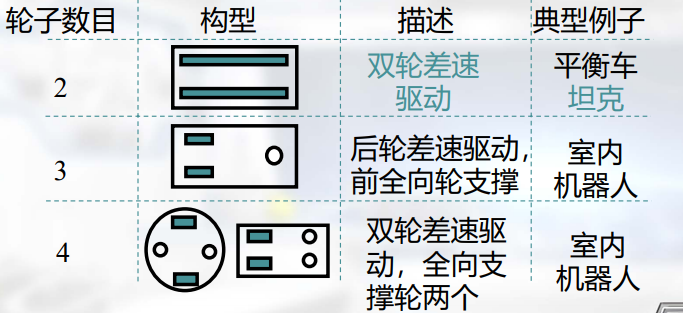 轮子数目 构型 描述 典型例子
2 双轮差速驱动 平衡车 坦克
3 后轮差速驱动，前全向轮支撑 室内机器人
4 双轮差速驱动，全向支撑轮两个 室内机器人